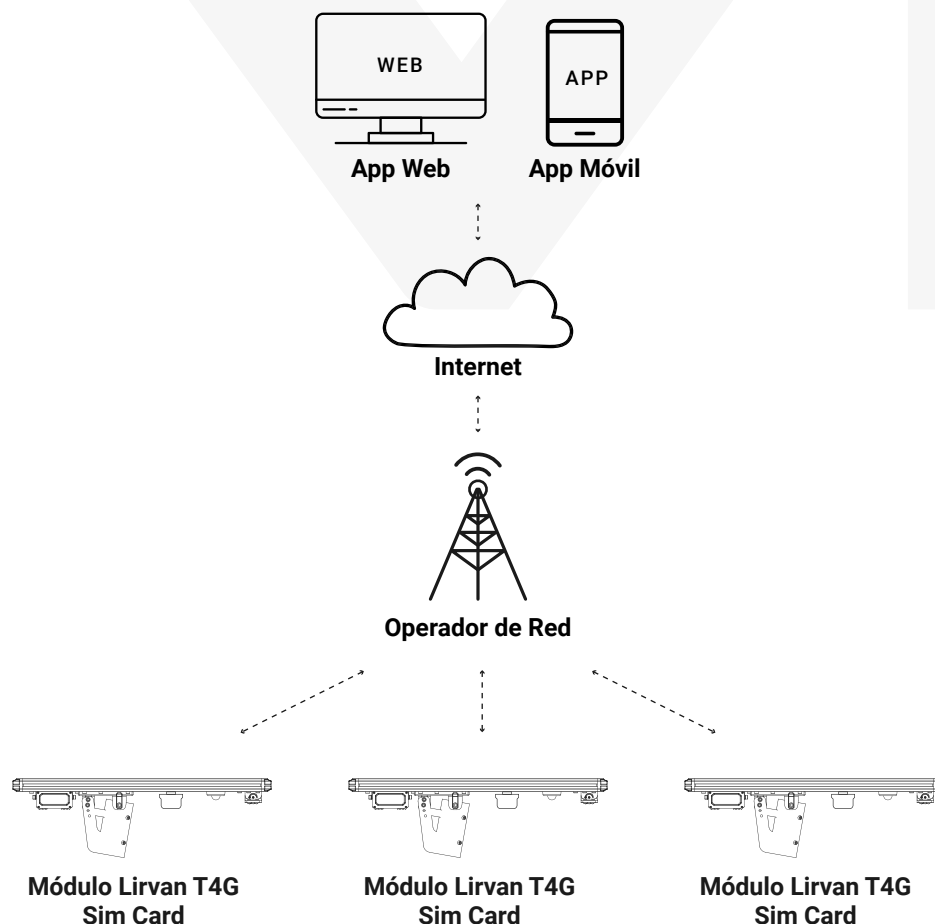 WEB
APP
App Web
App Móvil
Internet
Operador de Red
Módulo Lirvan T4G
Sim Card
Módulo Lirvan T4G
Sim Card
Módulo Lirvan T4G
Sim Card